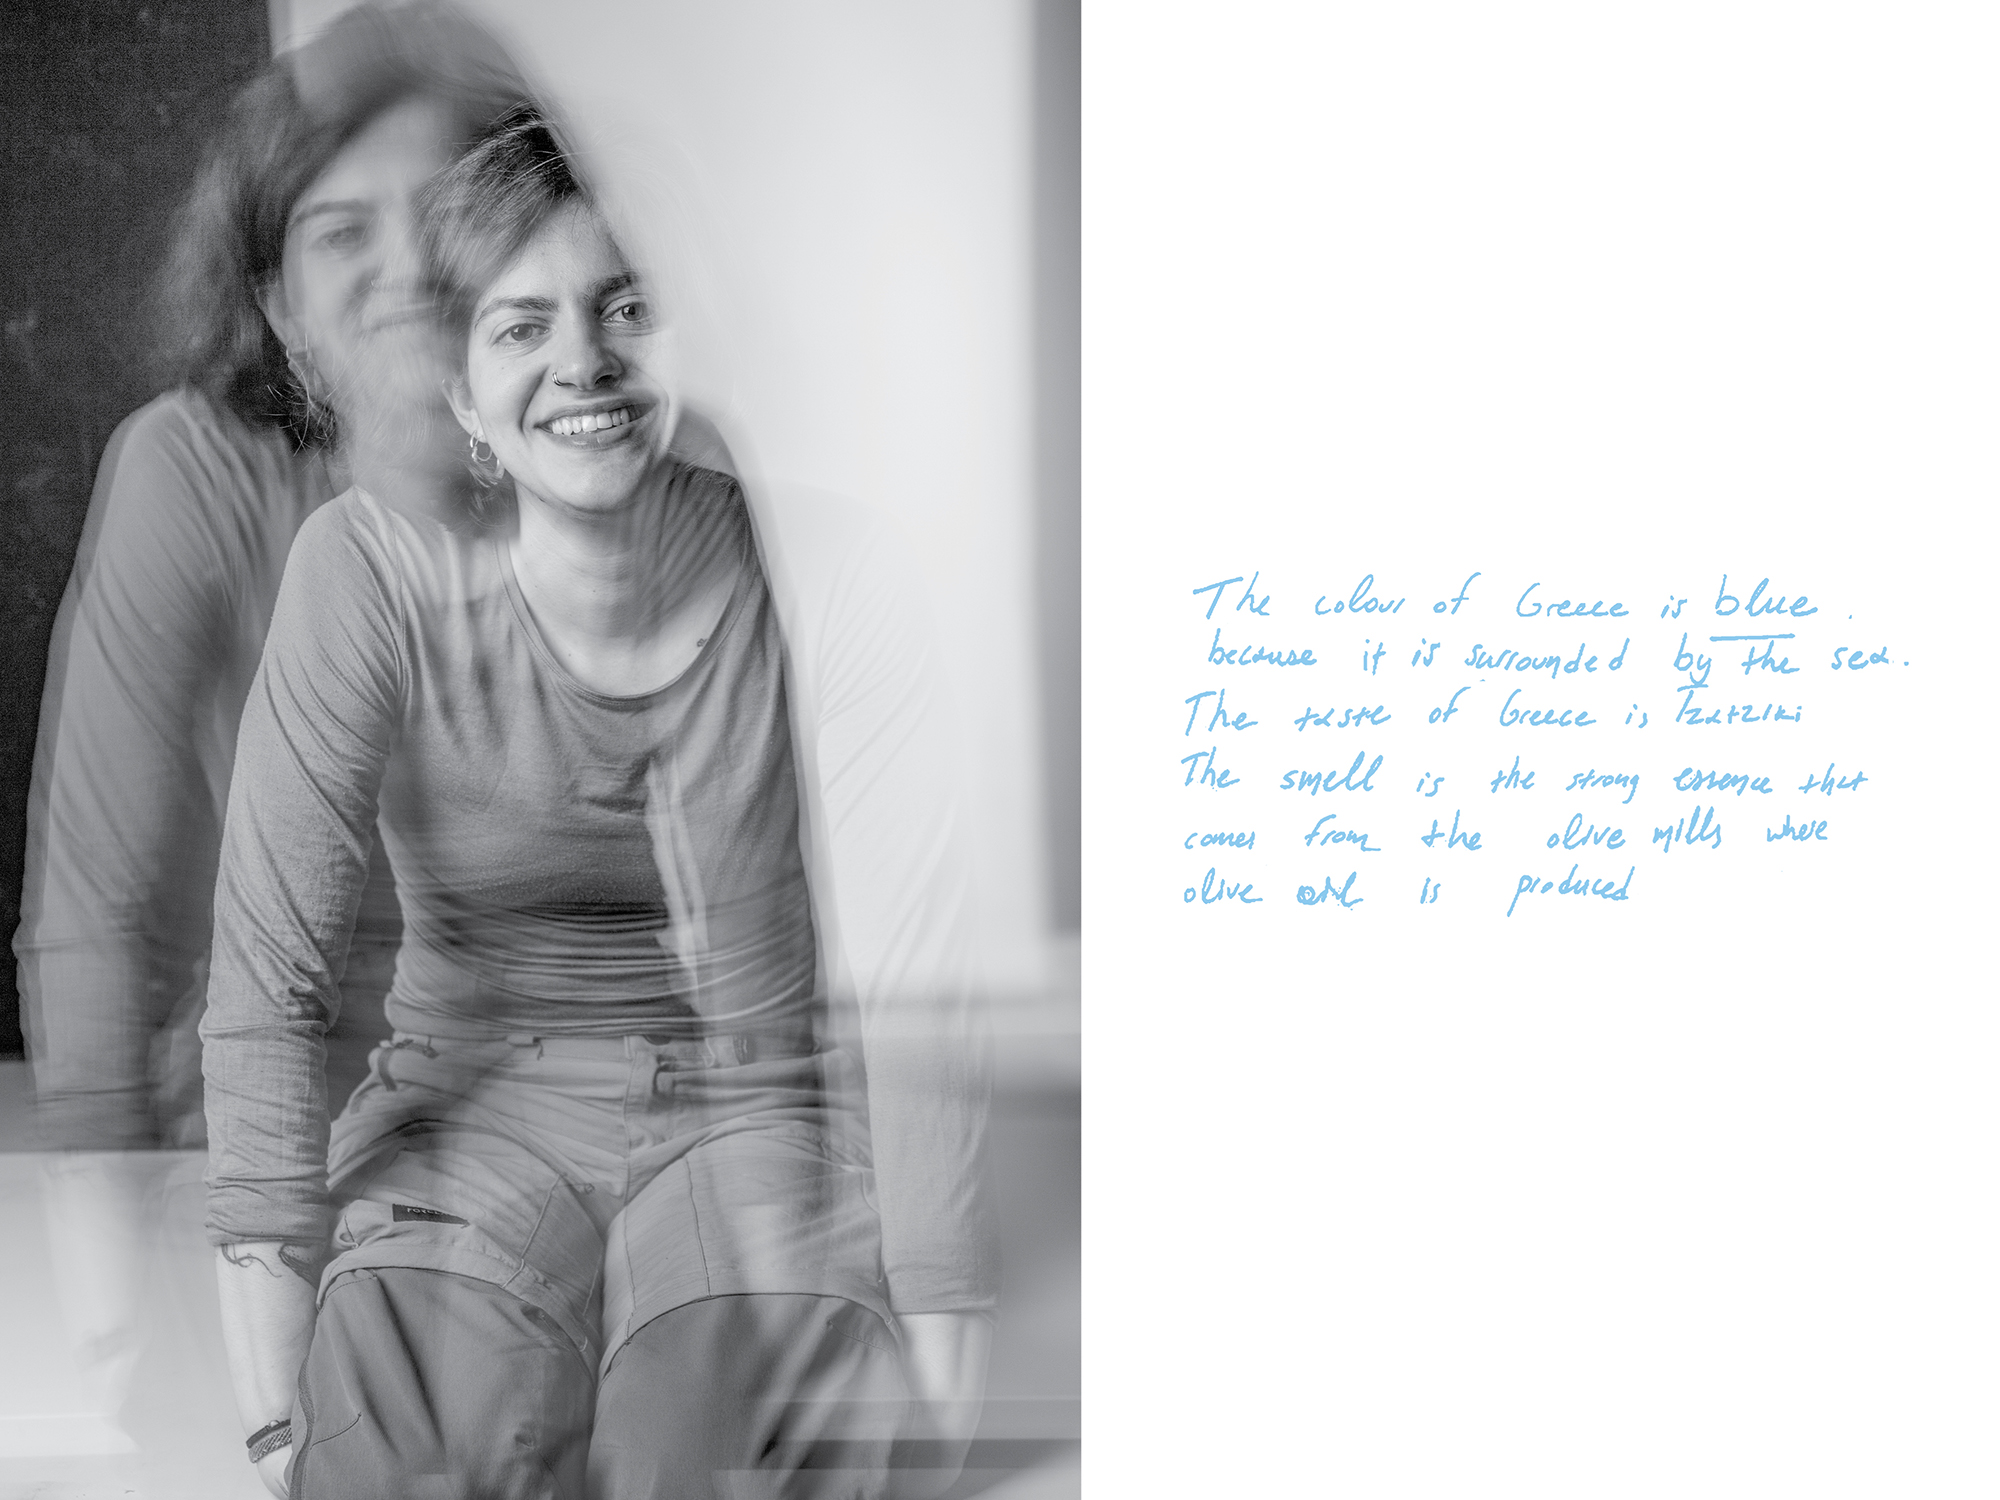 The colour of Greece is blue.
because it is surrounded by the sea.
The taste of Greece is Tzatziki
The smell is the strong essence that
comes from the olive mills where
olive oil is produced